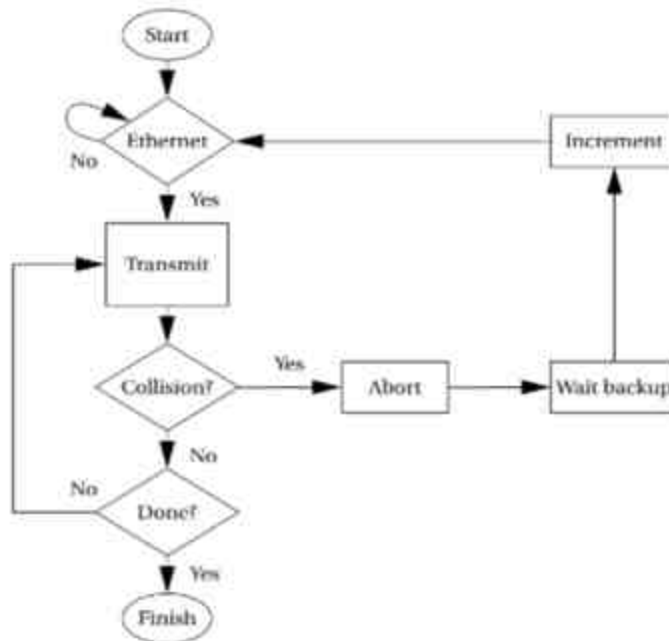 Start
Ethernet
Increment
No
Yes
Transmit
Collision?
Yes
Abort
Wait backup
No
No
Done?
Yes
Finish